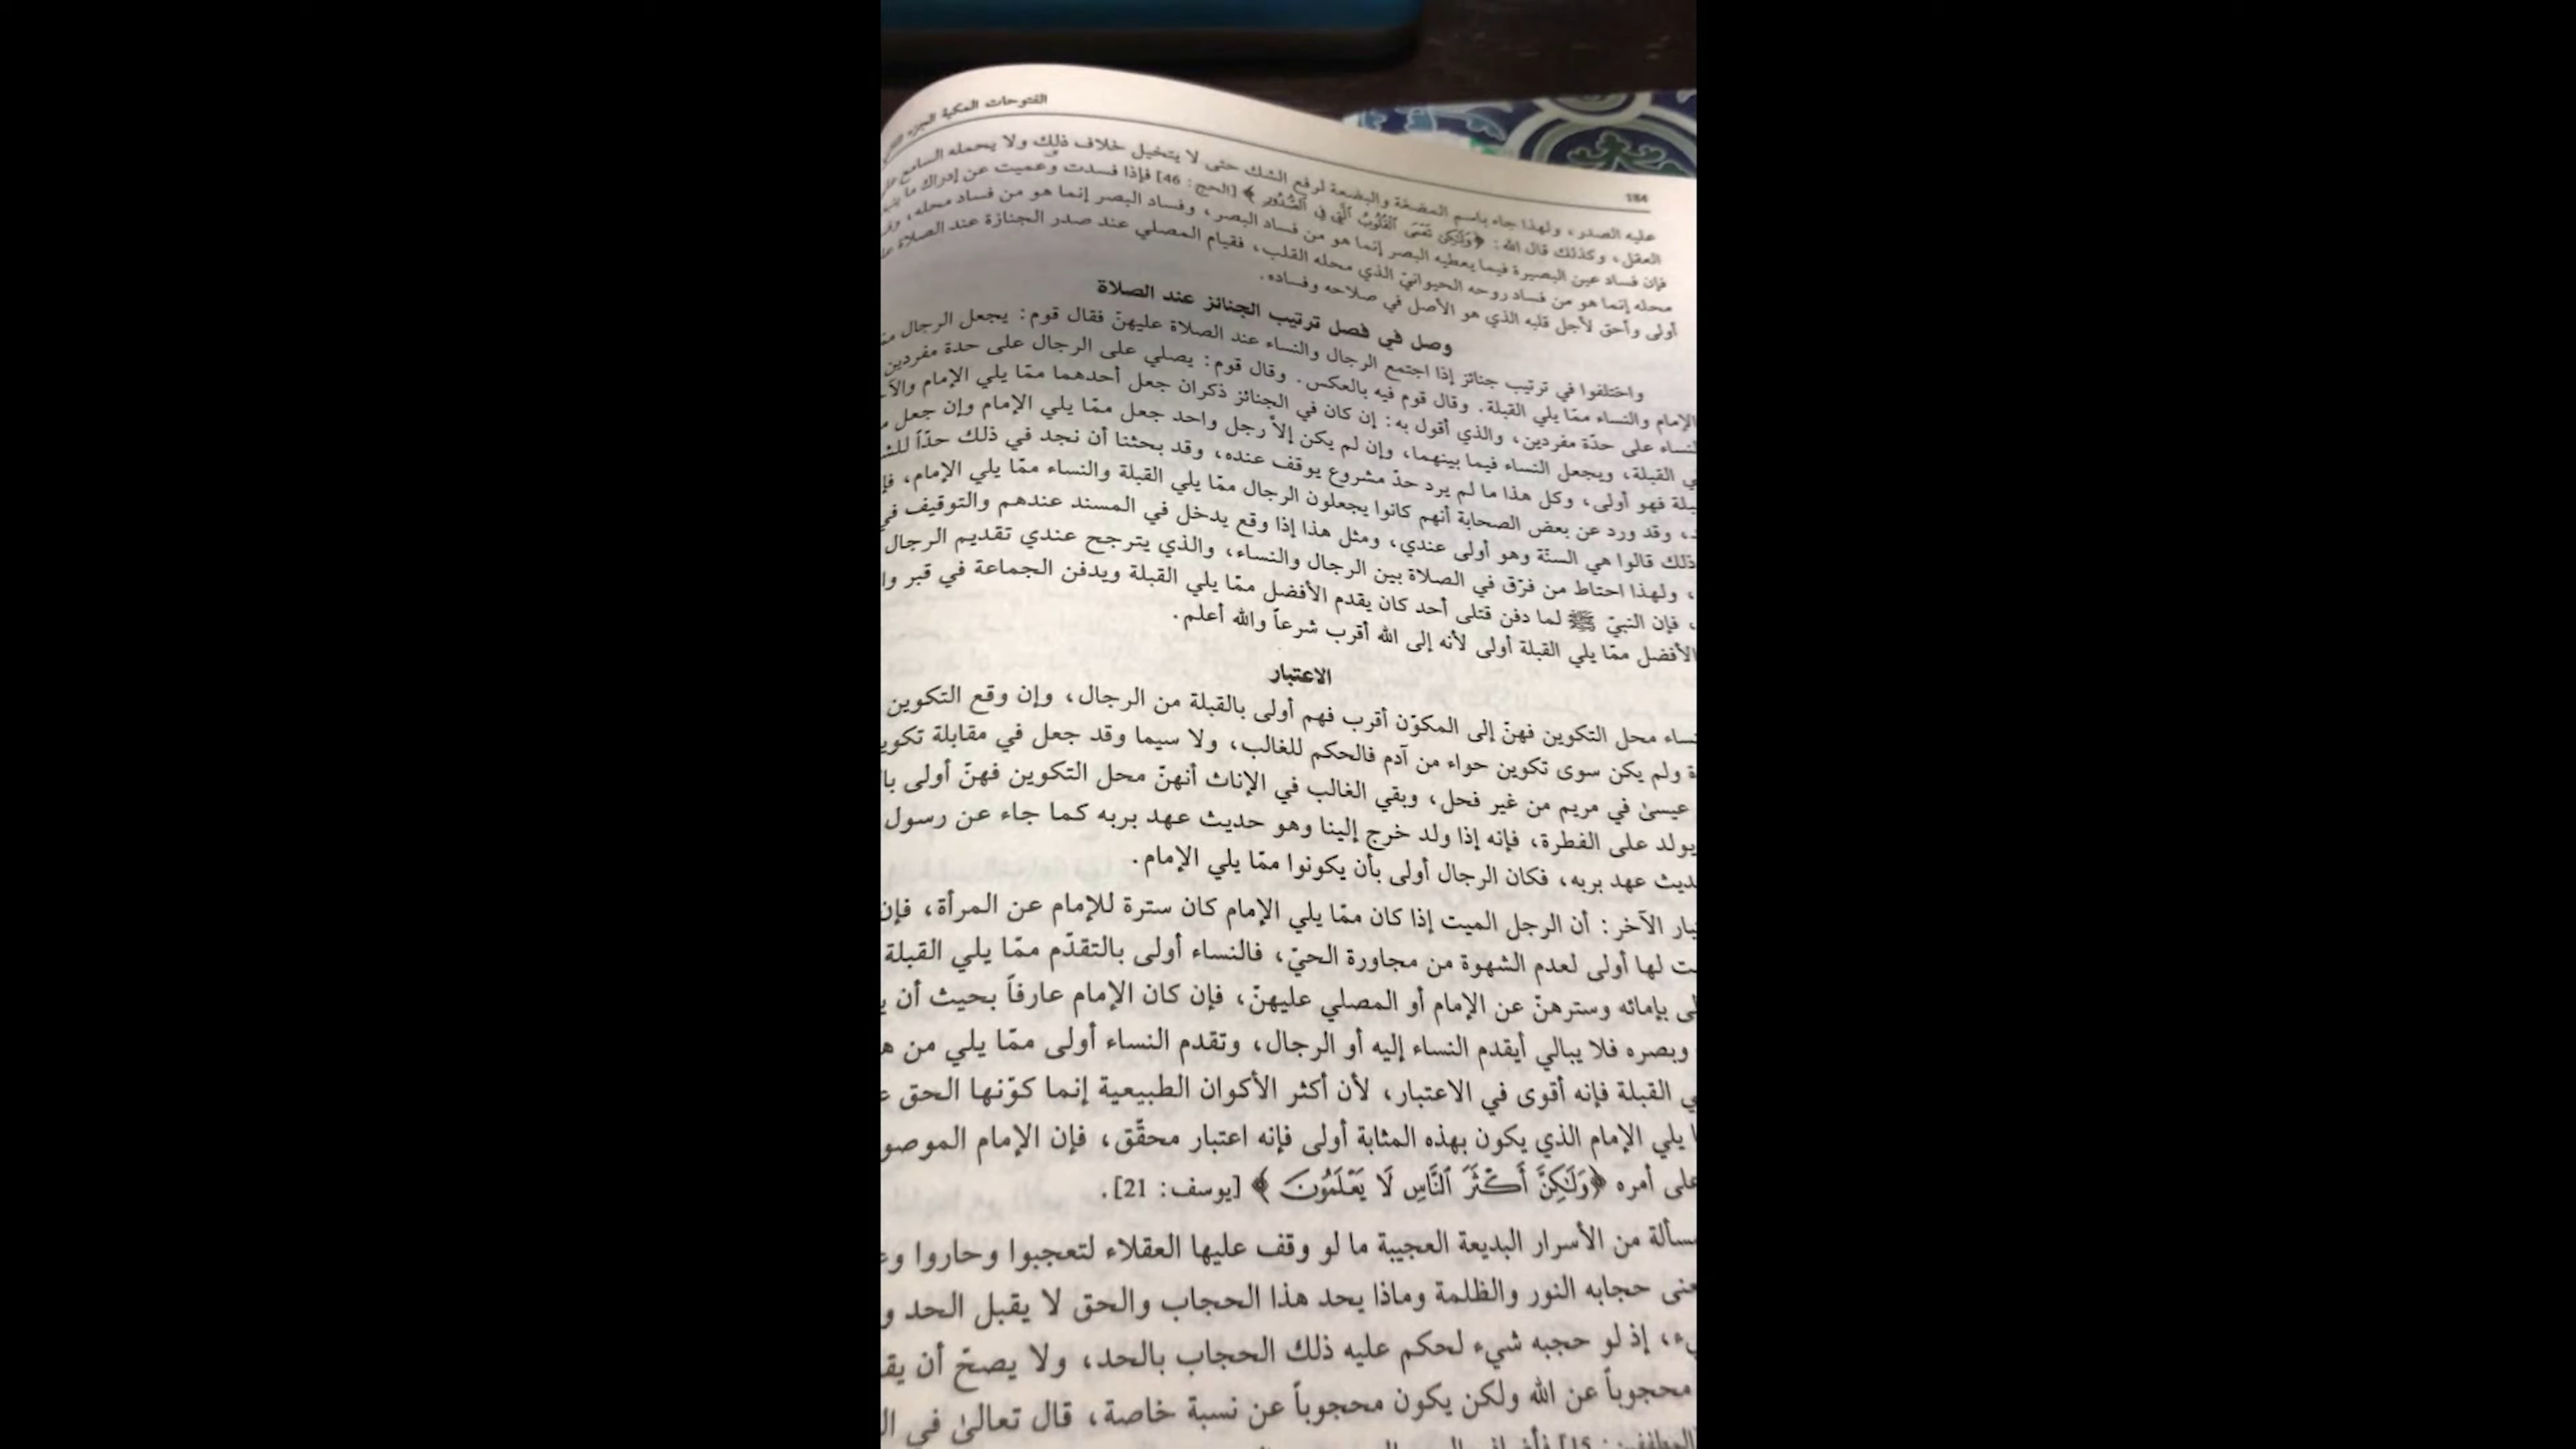 الفتوحات المكية الجزء
184
عليه الصدر، ولهذا جاء باسم المضغة والبضعة لرفع الشك حتى لا يتخيل خلاف ذلك ولا يحمله السامع
العقل، وكذلك قال الله: ﴿وَلَكِن تَعْمَى ٱلْقُلُوبُ ٱلَّتِي فِي ٱلصُّدُورِ﴾ [الحج: 46] فإذا فسدت وعميت عن إدراك ما
فإن فساد عين البصيرة فيما يعطيه البصر إنما هو من فساد البصر، وفساد البصر إنما هو من فساد محله،
محله إنما هو من فساد روحه الحيوانيّ الذي محله القلب، فقيام المصلي عند صدر الجنازة عند الصلاة
أولى وأحق لأجل قلبه الذي هو الأصل في صلاحه وفساده.
وصل في فصل ترتيب الجنائز عند الصلاة
واختلفوا في ترتيب جنائز إذا اجتمع الرجال والنساء عند الصلاة عليهنّ فقال قوم: يجعل الرجال
الإمام والنساء ممّا يلي القبلة. وقال قوم فيه بالعكس. وقال قوم: يصلي على الرجال على حدة مفردين
النساء على حدّة مفردين، والذي أقول به: إن كان في الجنائز ذكران جعل أحدهما ممّا يلي الإمام
القبلة، ويجعل النساء فيما بينهما، وإن لم يكن إلاّ رجل واحد جعل ممّا يلي الإمام وإن جعل
فهو أولى، وكل هذا ما لم يرد حدّ مشروع يوقف عنده، وقد بحثنا أن نجد في ذلك حدّاً
وقد ورد عن بعض الصحابة أنهم كانوا يجعلون الرجال ممّا يلي القبلة والنساء ممّا يلي الإمام،
ذلك قالوا هي السنّة وهو أولى عندي، ومثل هذا إذا وقع يدخل في المسند عندهم والتوقيف
، ولهذا احتاط من فرّق في الصلاة بين الرجال والنساء، والذي يترجح عندي تقديم الرجال
، فإن النبيّ ﷺ لما دفن قتلى أحد كان يقدم الأفضل ممّا يلي القبلة ويدفن الجماعة في قبر
الأفضل ممّا يلي القبلة أولى لأنه إلى الله أقرب شرعاً والله أعلم.
الاعتبار
محل التكوين فهنّ إلى المكوّن أقرب فهم أولى بالقبلة من الرجال، وإن وقع التكوين
ولم يكن سوى تكوين حواء من آدم فالحكم للغالب، ولا سيما وقد جعل في مقابلة
عيسىٰ في مريم من غير فحل، وبقي الغالب في الإناث أنهنّ محل التكوين فهنّ أولى
يولد على الفطرة، فإنه إذا ولد خرج إلينا وهو حديث عهد بربه كما جاء عن رسول
عهد بربه، فكان الرجال أولى بأن يكونوا ممّا يلي الإمام.
الآخر: أن الرجل الميت إذا كان ممّا يلي الإمام كان سترة للإمام عن المرأة، فإن
لها أولى لعدم الشهوة من مجاورة الحيّ، فالنساء أولى بالتقدّم ممّا يلي القبلة
بإمائه وسترهنّ عن الإمام أو المصلي عليهنّ، فإن كان الإمام عارفاً بحيث أن
وبصره فلا يبالي أيقدم النساء إليه أو الرجال، وتقدم النساء أولى ممّا يلي من
القبلة فإنه أقوى في الاعتبار، لأن أكثر الأكوان الطبيعية إنما كوّنها الحق
يلي الإمام الذي يكون بهذه المثابة أولى فإنه اعتبار محقّق، فإن الإمام
على أمره ﴿وَلَكِنَّ أَكْثَرَ ٱلنَّاسِ لَا يَعْلَمُونَ﴾ [يوسف: 21].
من الأسرار البديعة العجيبة ما لو وقف عليها العقلاء لتعجبوا وحاروا
حجابه النور والظلمة وماذا يحد هذا الحجاب والحق لا يقبل الحد
، إذ لو حجبه شيء لحكم عليه ذلك الحجاب بالحد، ولا يصحّ أن
محجوباً عن الله ولكن يكون محجوباً عن نسبة خاصة، قال تعالىٰ في